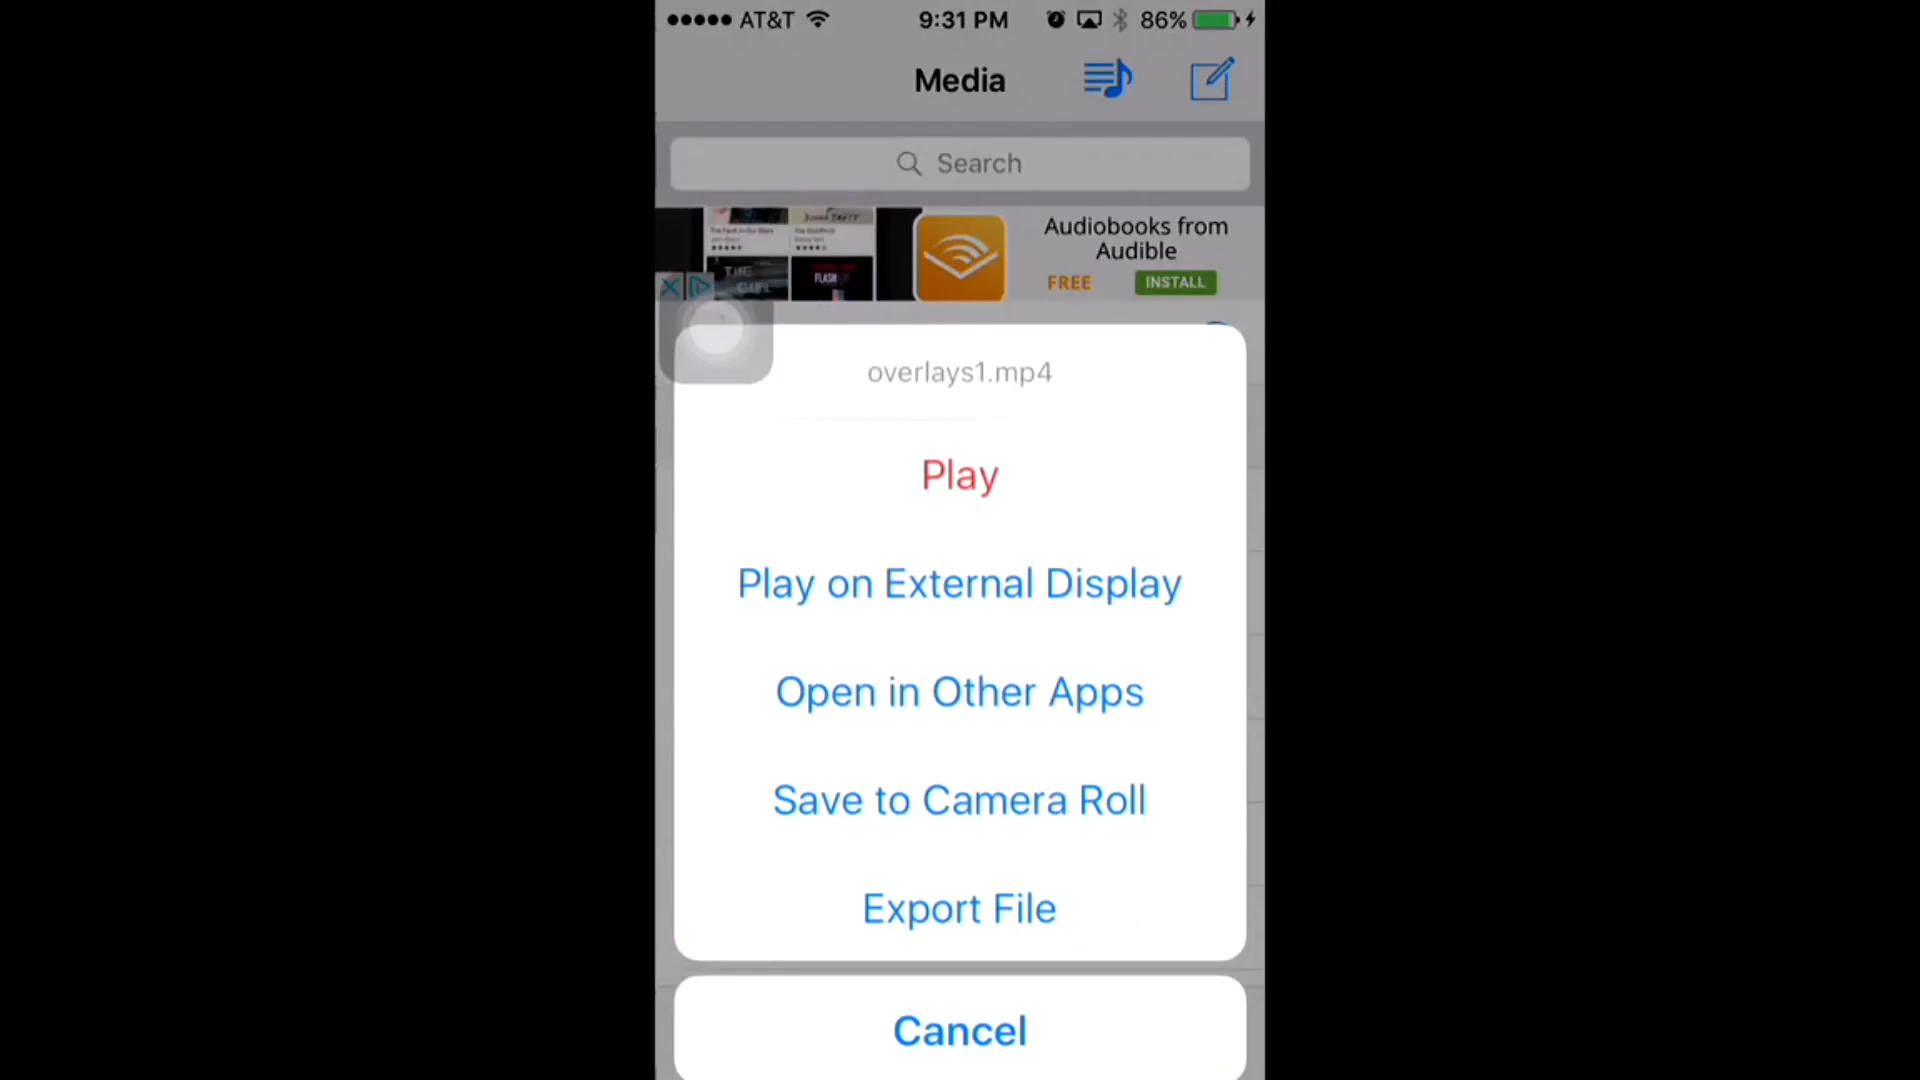 AT&T 9:31 PM 86%
Media
Search
Audiobooks from
Audible
FREE INSTALL
THE
overlays1.mp4
Play
Play on External Display
Open in Other Apps
Save to Camera Roll
Export File
Cancel